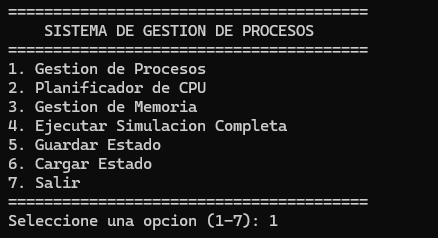 ========================================
SISTEMA DE GESTION DE PROCESOS
========================================
1. Gestion de Procesos
2. Planificador de CPU
3. Gestion de Memoria
4. Ejecutar Simulacion Completa
5. Guardar Estado
6. Cargar Estado
7. Salir
========================================
Seleccione una opcion (1-7): 1